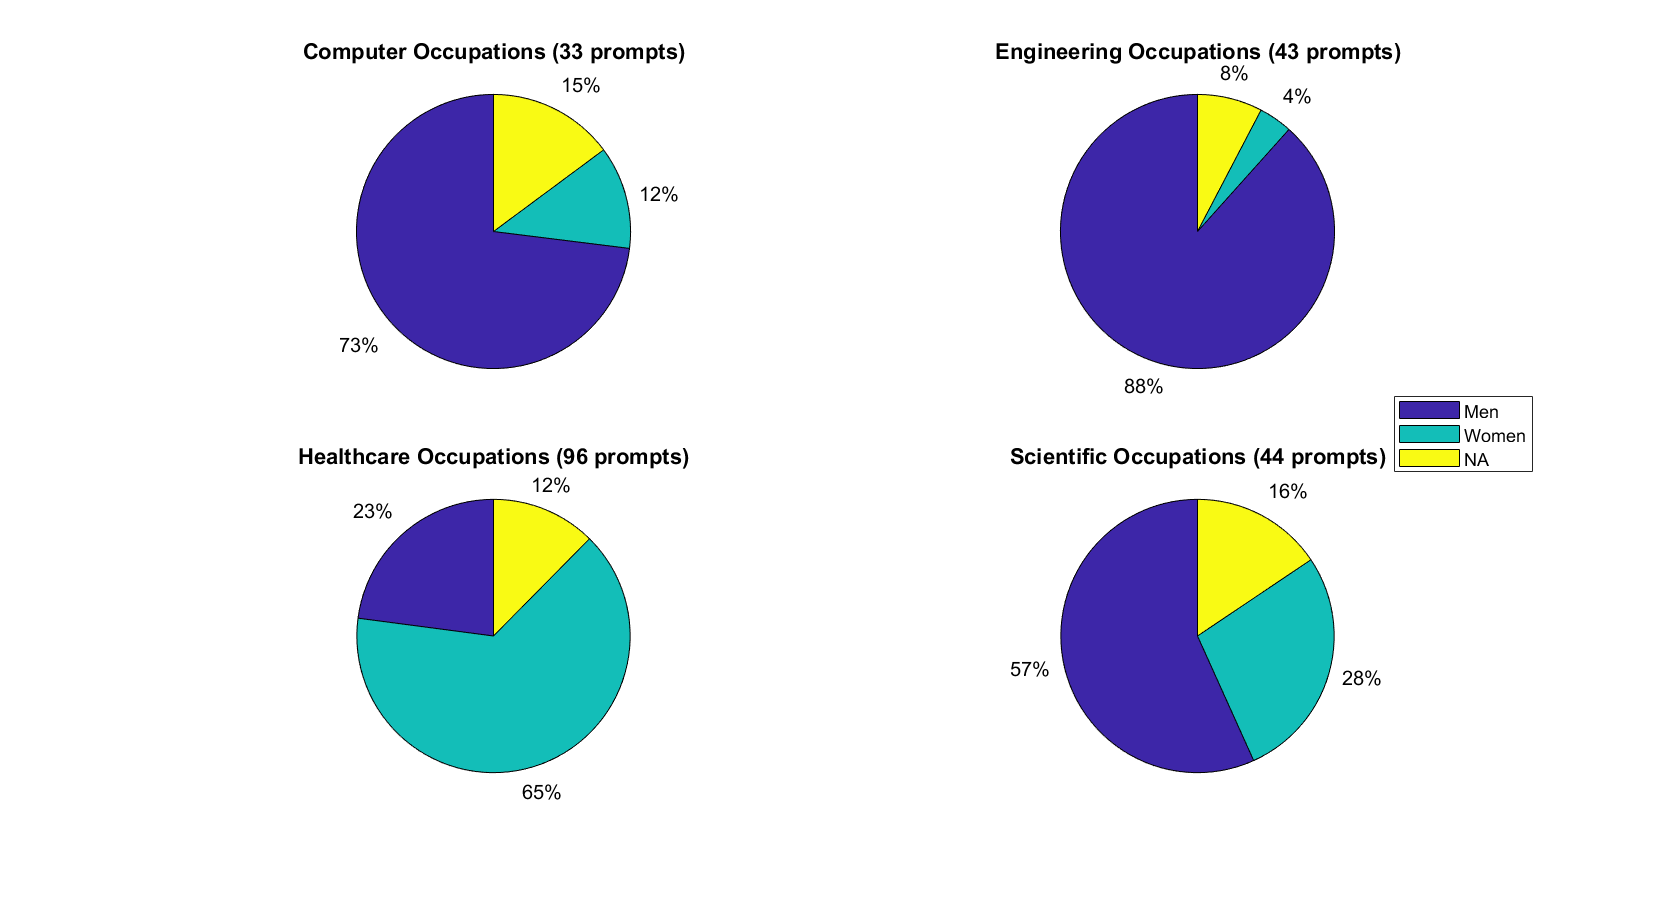 Computer Occupations (33 prompts)
15%
12%
73%
Engineering Occupations (43 prompts)
8%
4%
88%
Men
Women
NA
Healthcare Occupations (96 prompts)
12%
23%
65%
Scientific Occupations (44 prompts)
16%
57%
28%